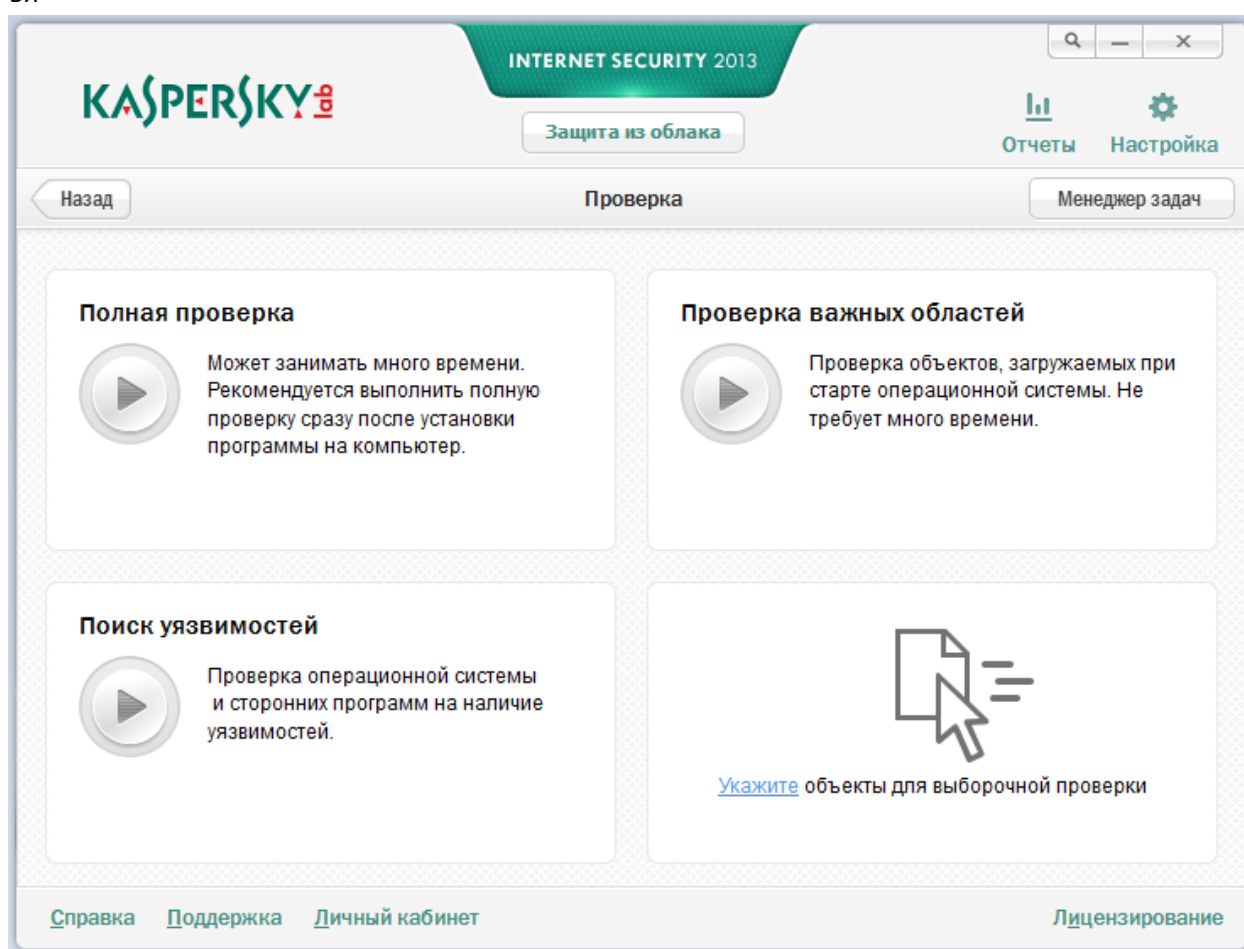 INTERNET SECURITY 2013
KASPERSKY lab
Защита из облака
Отчеты
Настройка
Назад
Проверка
Менеджер задач
Полная проверка
Может занимать много времени.
Рекомендуется выполнить полную
проверку сразу после установки
программы на компьютер.
Проверка важных областей
Проверка объектов, загружаемых при
старте операционной системы. Не
требует много времени.
Поиск уязвимостей
Проверка операционной системы
и сторонних программ на наличие
уязвимостей.
Укажите объекты для выборочной проверки
Справка
Поддержка
Личный кабинет
Лицензирование